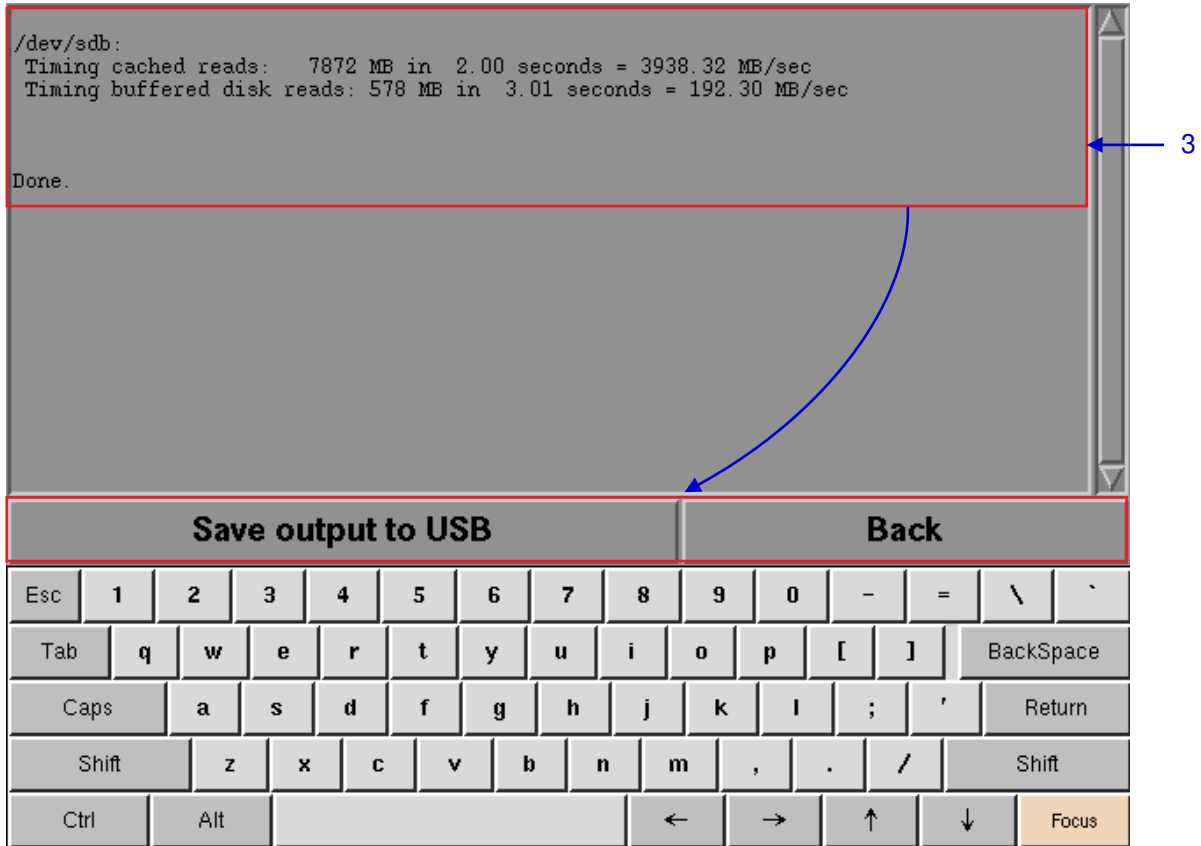 /dev/sdb:
Timing cached reads:   7872 MB in  2.00 seconds = 3938.32 MB/sec
Timing buffered disk reads: 578 MB in  3.01 seconds = 192.30 MB/sec
3
Done.
Save output to USB Back
Esc 1 2 3 4 5 6 7 8 9 0 - = \ `
Tab q w e r t y u i o p [ ] BackSpace
Caps a s d f g h j k l ; ' Return
Shift z x c v b n m , . / Shift
Ctrl Alt ← → ↑ ↓ Focus